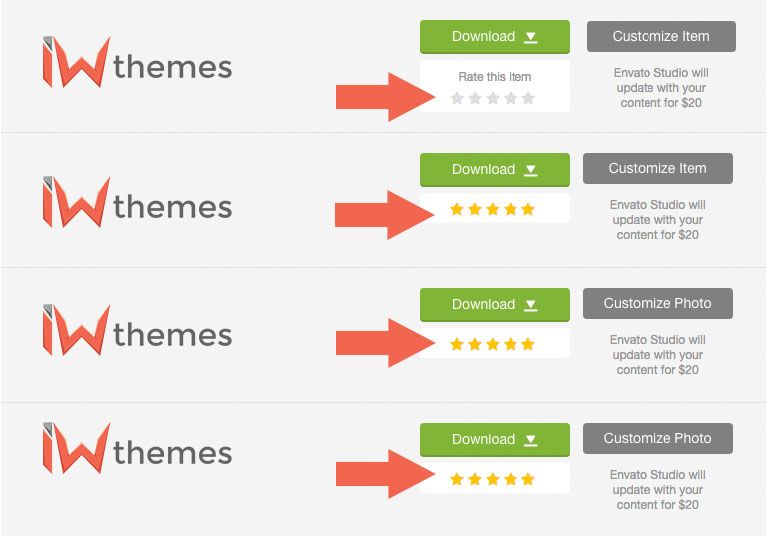 iW themes
Download
Customize Item
Rate this item
Envato Studio will
update with your
content for $20
iW themes
Download
Customize Item
Envato Studio will
update with your
content for $20
iW themes
Download
Customize Photo
Envato Studio will
update with your
content for $20
iW themes
Download
Customize Photo
Envato Studio will
update with your
content for $20